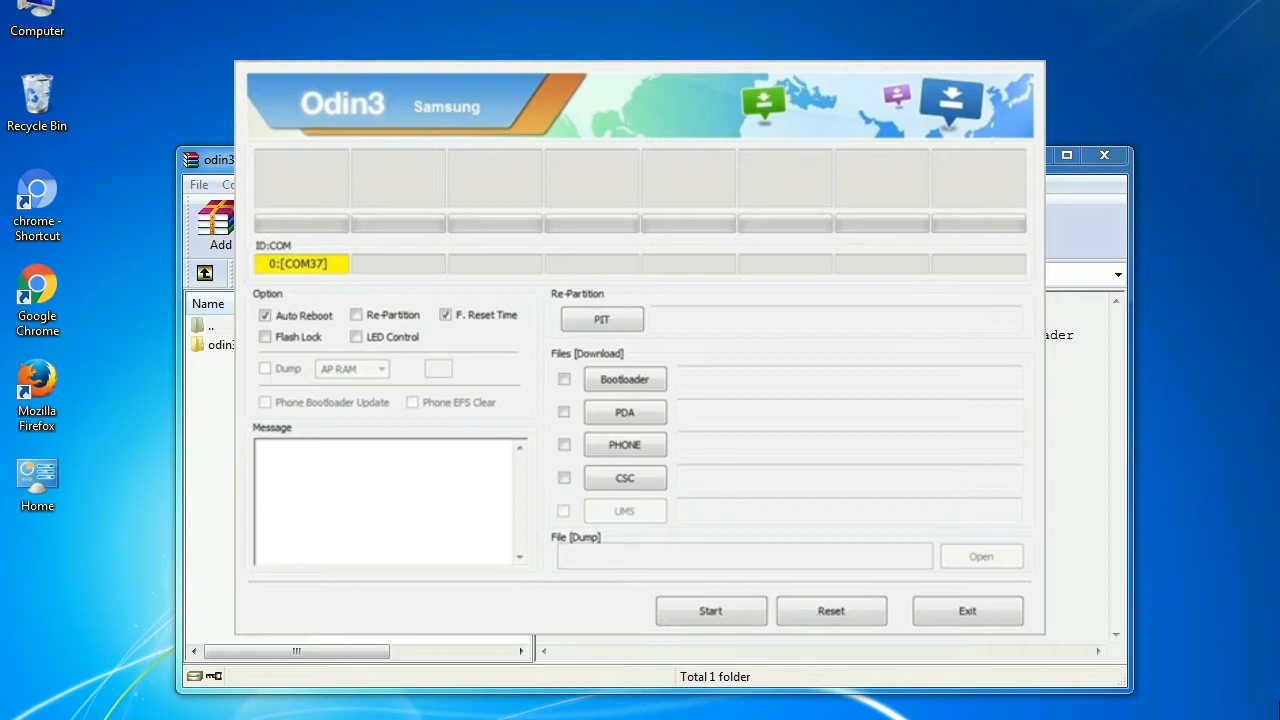 Computer
Recycle Bin
chrome -
Shortcut
Google
Chrome
Mozilla
Firefox
Home
odin3
File
Add
Name
..
odin
ader
Total 1 folder
Odin3 Samsung
ID:COM
0:[COM37]
Option
Auto Reboot Re-Partition F. Reset Time
Flash Lock LED Control
Dump AP RAM
Phone Bootloader Update Phone EFS Clear
Message
Re-Partition
PIT
Files [Download]
Bootloader
PDA
PHONE
CSC
UMS
File [Dump]
Open
Start Reset Exit